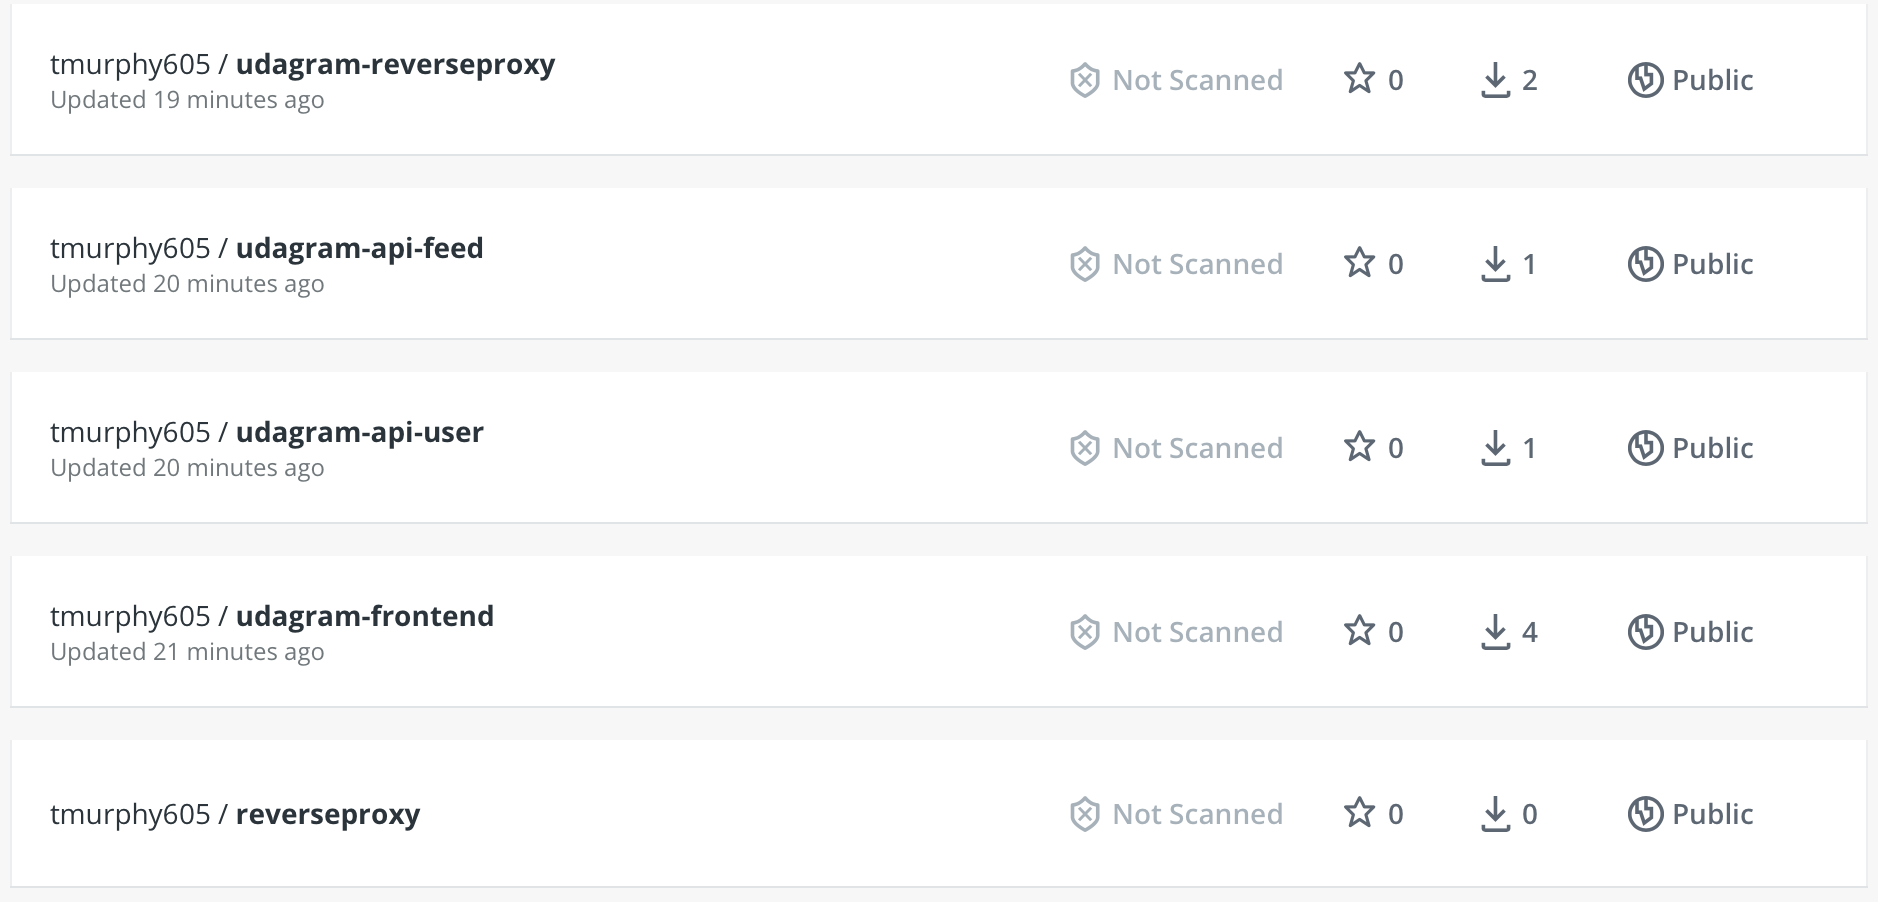 tmurphy605 / udagram-reverseproxy
Updated 19 minutes ago
Not Scanned 0 2 Public
tmurphy605 / udagram-api-feed
Updated 20 minutes ago
Not Scanned 0 1 Public
tmurphy605 / udagram-api-user
Updated 20 minutes ago
Not Scanned 0 1 Public
tmurphy605 / udagram-frontend
Updated 21 minutes ago
Not Scanned 0 4 Public
tmurphy605 / reverseproxy
Not Scanned 0 0 Public